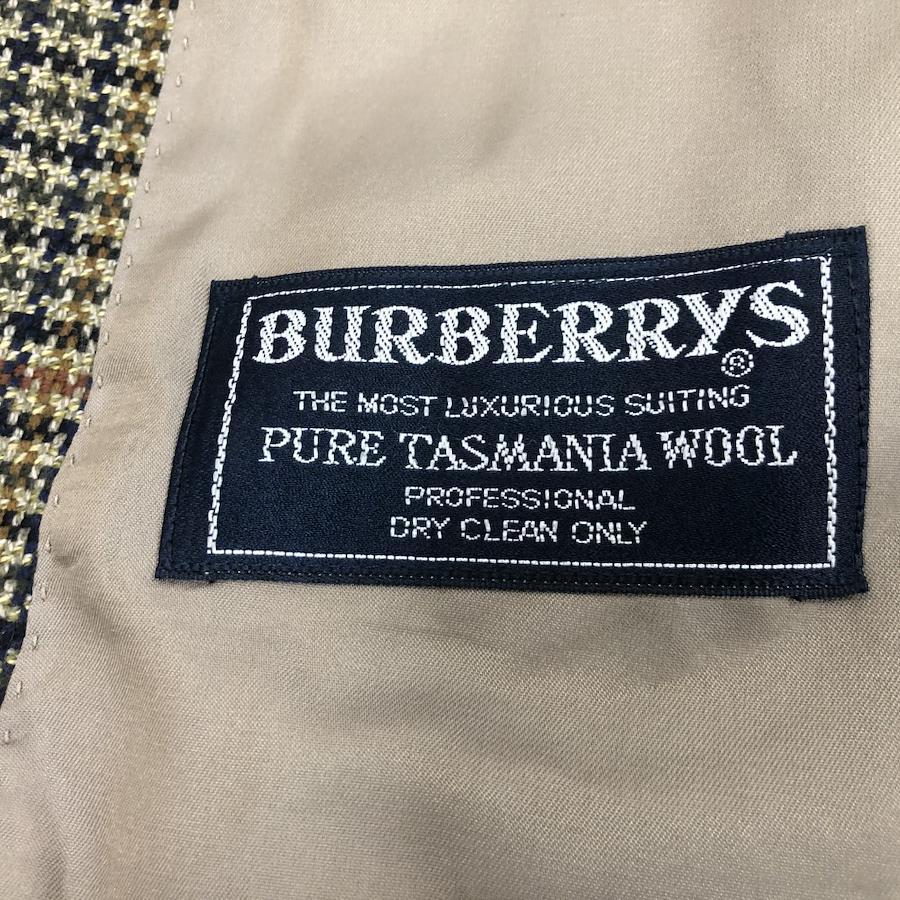 BURBERRYS
®
THE MOST LUXURIOUS SUITING
PURE TASMANIA WOOL
PROFESSIONAL
DRY CLEAN ONLY